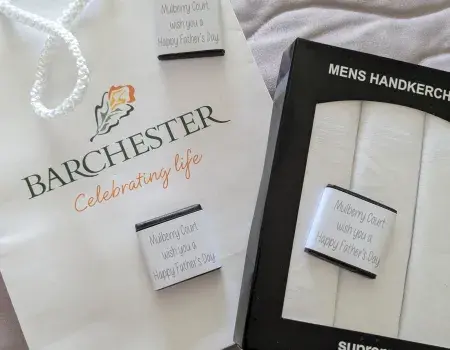 Mulberry Court
wish you a
Happy Father's Day
BARCHESTER
Celebrating life
Mulberry Court
wish you a
Happy Father's Day
MENS HANDKERCH
Mulberry Court
wish you a
Happy Father's Day